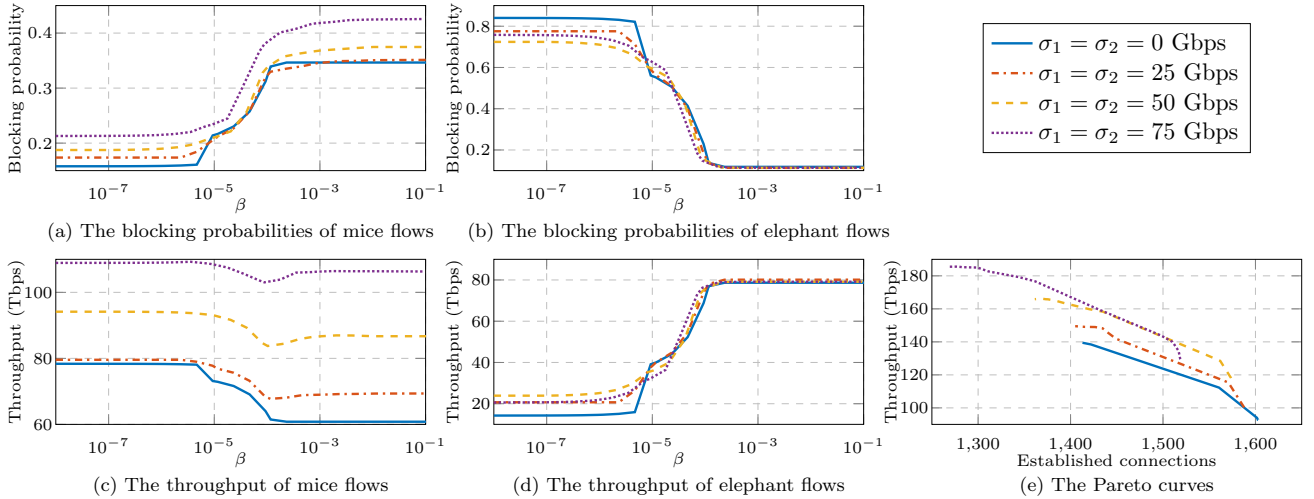 Blocking probability
0.4
0.3
0.2
10^-7
10^-5
10^-3
10^-1
β
(a) The blocking probabilities of mice flows
Blocking probability
0.8
0.6
0.4
0.2
10^-7
10^-5
10^-3
10^-1
β
(b) The blocking probabilities of elephant flows
σ1 = σ2 = 0 Gbps
σ1 = σ2 = 25 Gbps
σ1 = σ2 = 50 Gbps
σ1 = σ2 = 75 Gbps
Throughput (Tbps)
100
80
60
10^-7
10^-5
10^-3
10^-1
β
(c) The throughput of mice flows
Throughput (Tbps)
80
60
40
20
10^-7
10^-5
10^-3
10^-1
β
(d) The throughput of elephant flows
Throughput (Tbps)
180
160
140
120
100
1,300
1,400
1,500
1,600
Established connections
(e) The Pareto curves